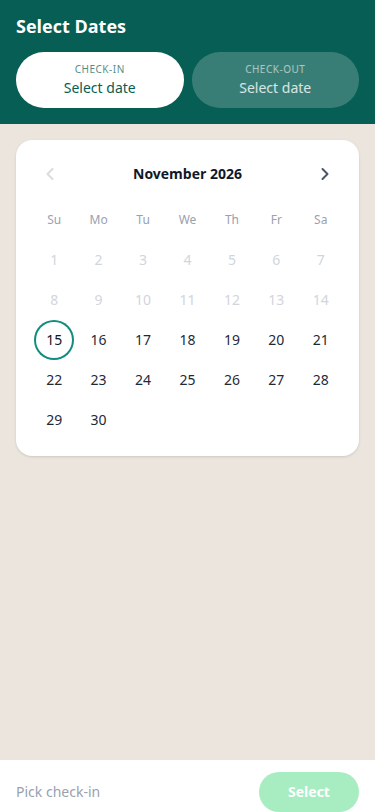 Select Dates
CHECK-IN
Select date
CHECK-OUT
Select date
November 2026
Su Mo Tu We Th Fr Sa
1 2 3 4 5 6 7
8 9 10 11 12 13 14
15 16 17 18 19 20 21
22 23 24 25 26 27 28
29 30
Pick check-in
Select